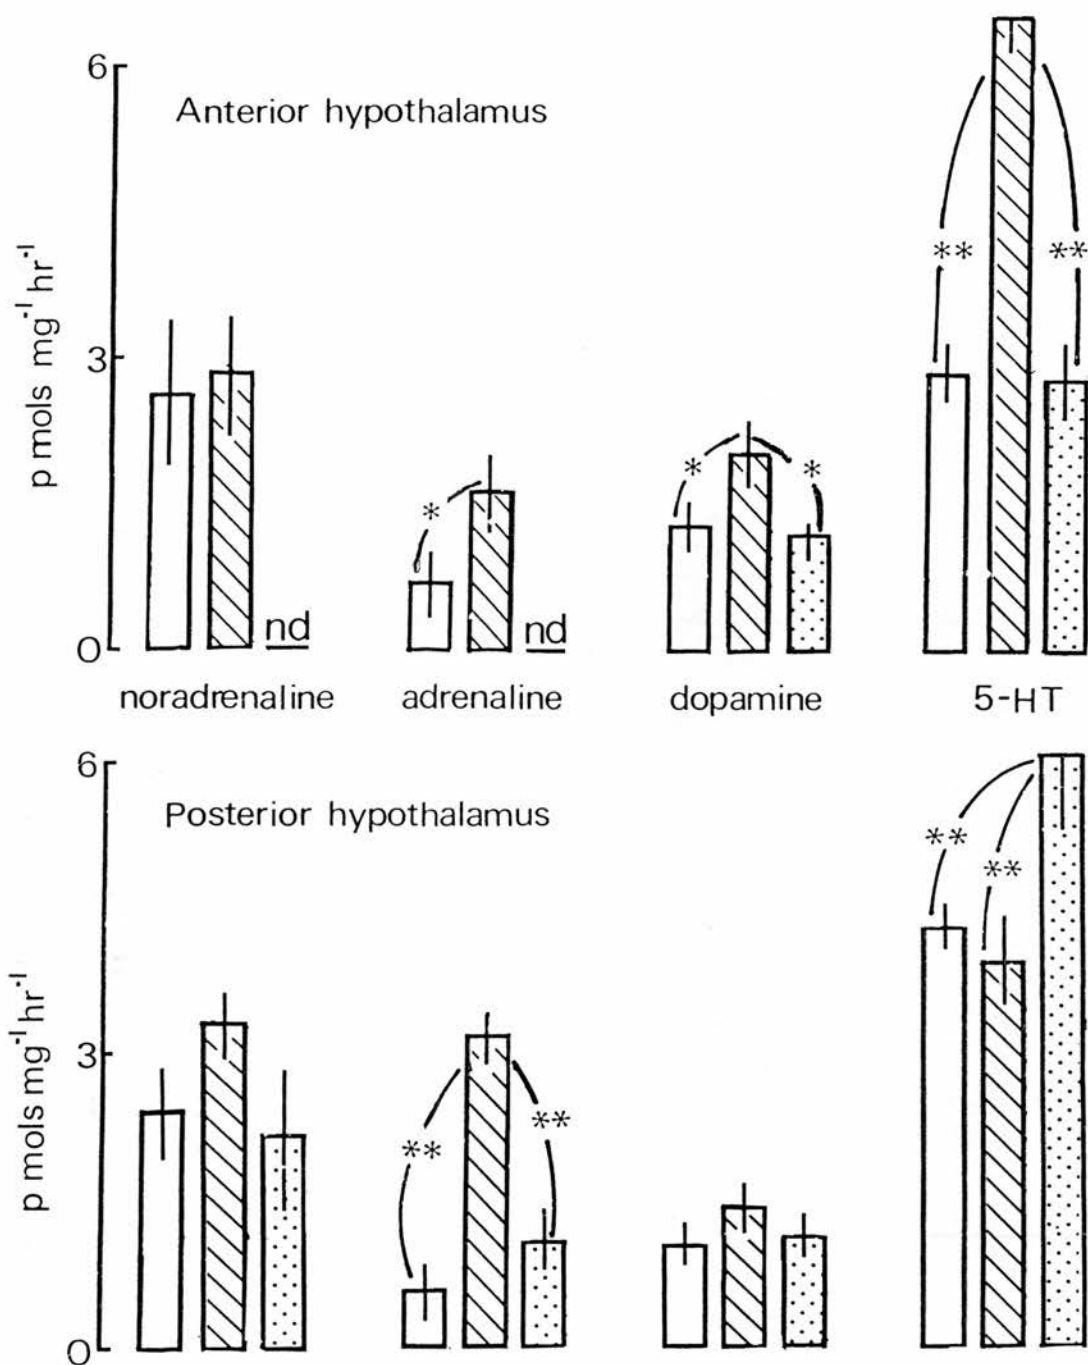 6
Anterior hypothalamus
** **
p mols mg⁻¹ hr⁻¹
3
* * *
nd nd
0
noradrenaline adrenaline dopamine 5-HT
6
Posterior hypothalamus
**
**
p mols mg⁻¹ hr⁻¹
3
**
**
0